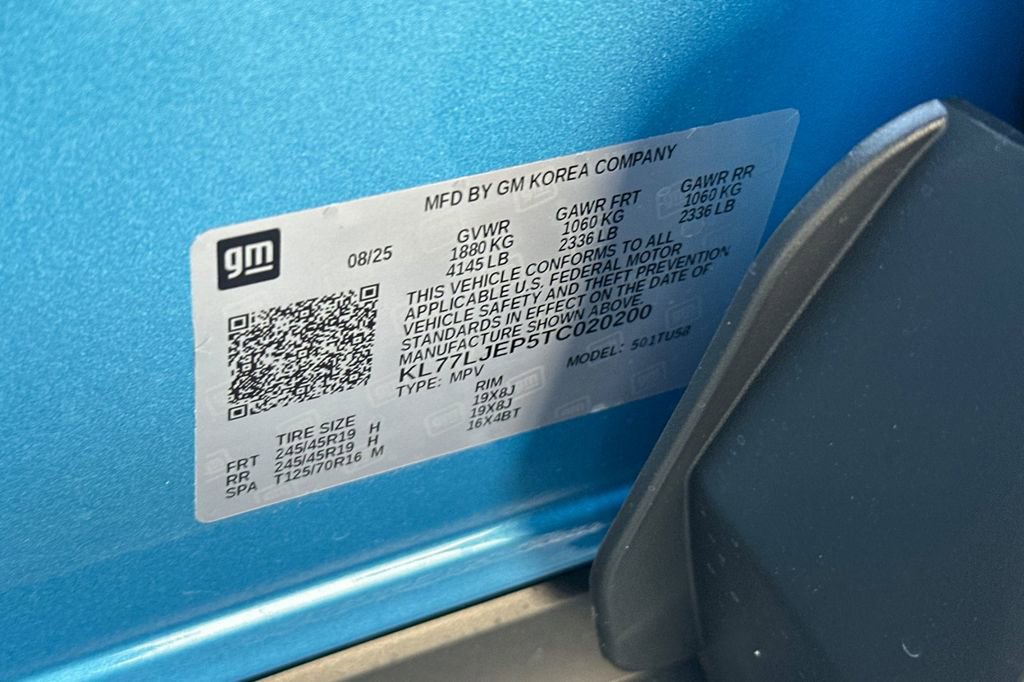 MFD BY GM KOREA COMPANY
gm
08/25
GVWR GAWR FRT GAWR RR
1880 KG 1060 KG 1060 KG
4145 LB 2336 LB 2336 LB
THIS VEHICLE CONFORMS TO ALL
APPLICABLE U.S. FEDERAL MOTOR
VEHICLE SAFETY AND THEFT PREVENTION
STANDARDS IN EFFECT ON THE DATE OF
MANUFACTURE SHOWN ABOVE.
KL77LJEP5TC020200
TYPE: MPV MODEL: 501TU58
TIRE SIZE RIM
FRT 245/45R19 H 19X8J
RR 245/45R19 H 19X8J
SPA T125/70R16 M 16X4BT